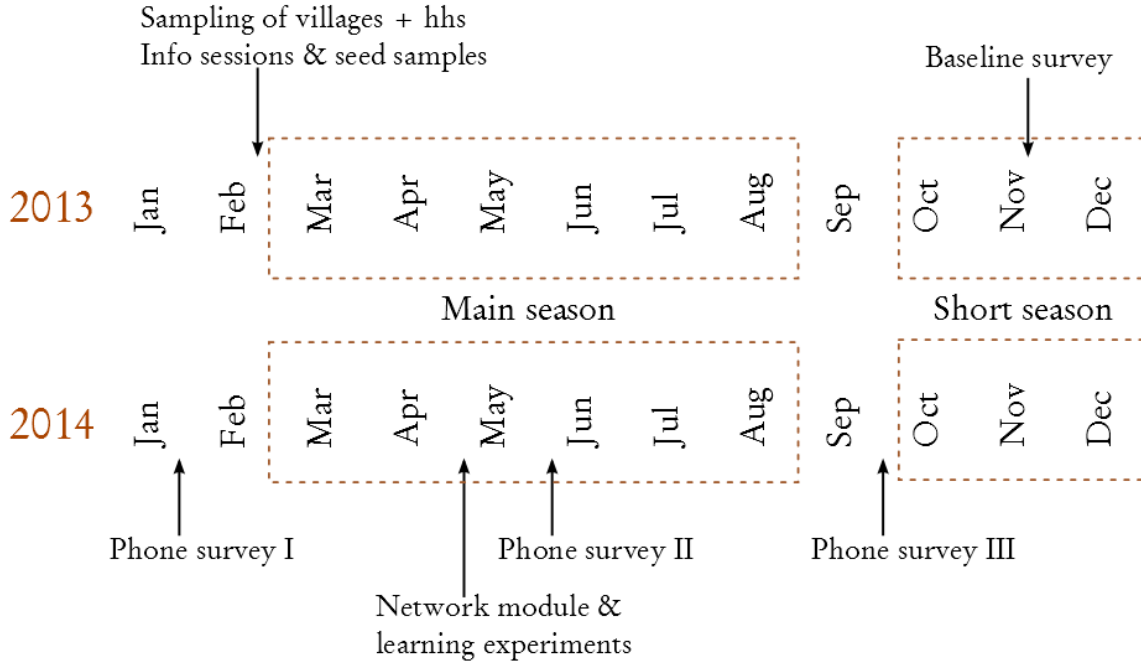 Sampling of villages + hhs
Info sessions & seed samples
Baseline survey
2013 Jan Feb Mar Apr May Jun Jul Aug Sep Oct Nov Dec
Main season Short season
2014 Jan Feb Mar Apr May Jun Jul Aug Sep Oct Nov Dec
Phone survey I Phone survey II Phone survey III
Network module &
learning experiments